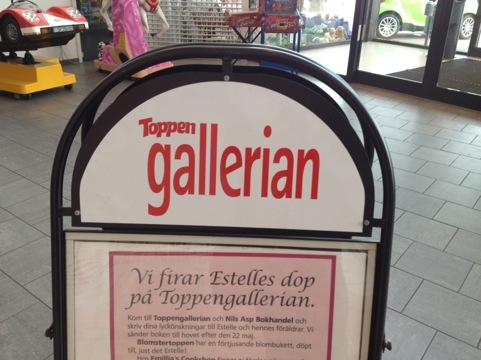 Toppen
gallerian
Vi firar Estelles dop
på Toppengallerian.
Kom till Toppengallerian och Nils Asp Bokhandel och
skriv dina lyckönskningar till Estelle och hennes föräldrar. Vi
sänder boken till hovet efter den 22 maj.
Blomstertoppen har en förtjusande blombukett, döpt
till, just det Estelle!